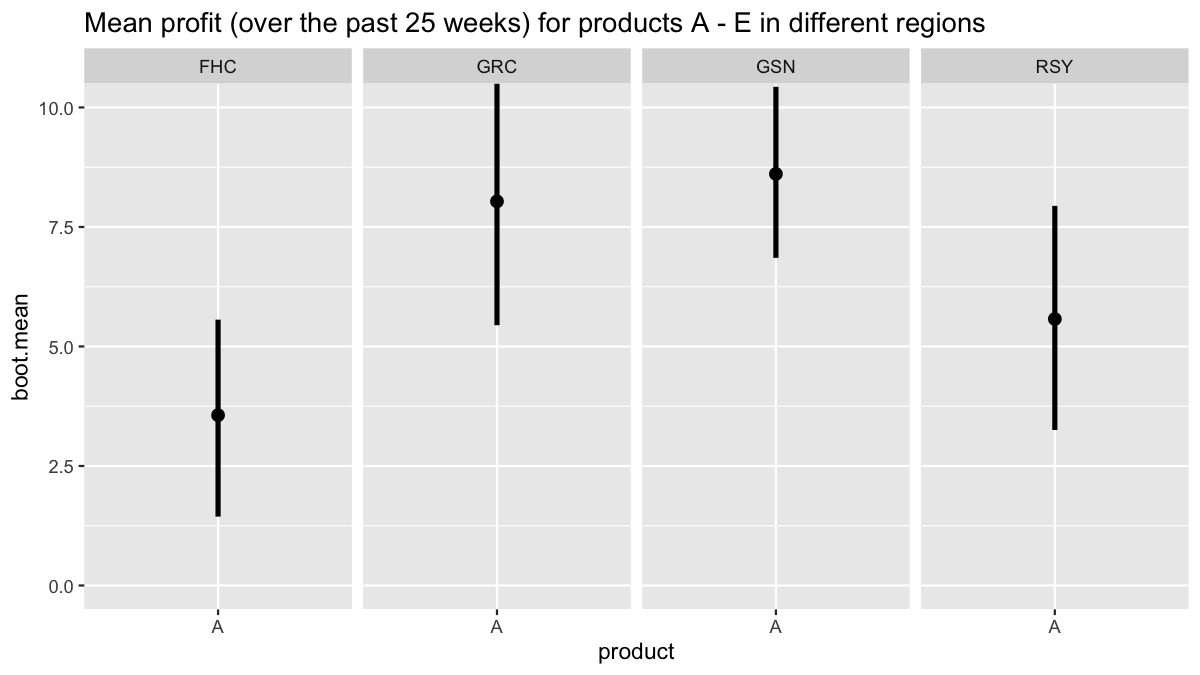 Mean profit (over the past 25 weeks) for products A - E in different regions
FHC GRC GSN RSY
10.0
7.5
5.0
2.5
0.0
boot.mean
A A A A
product